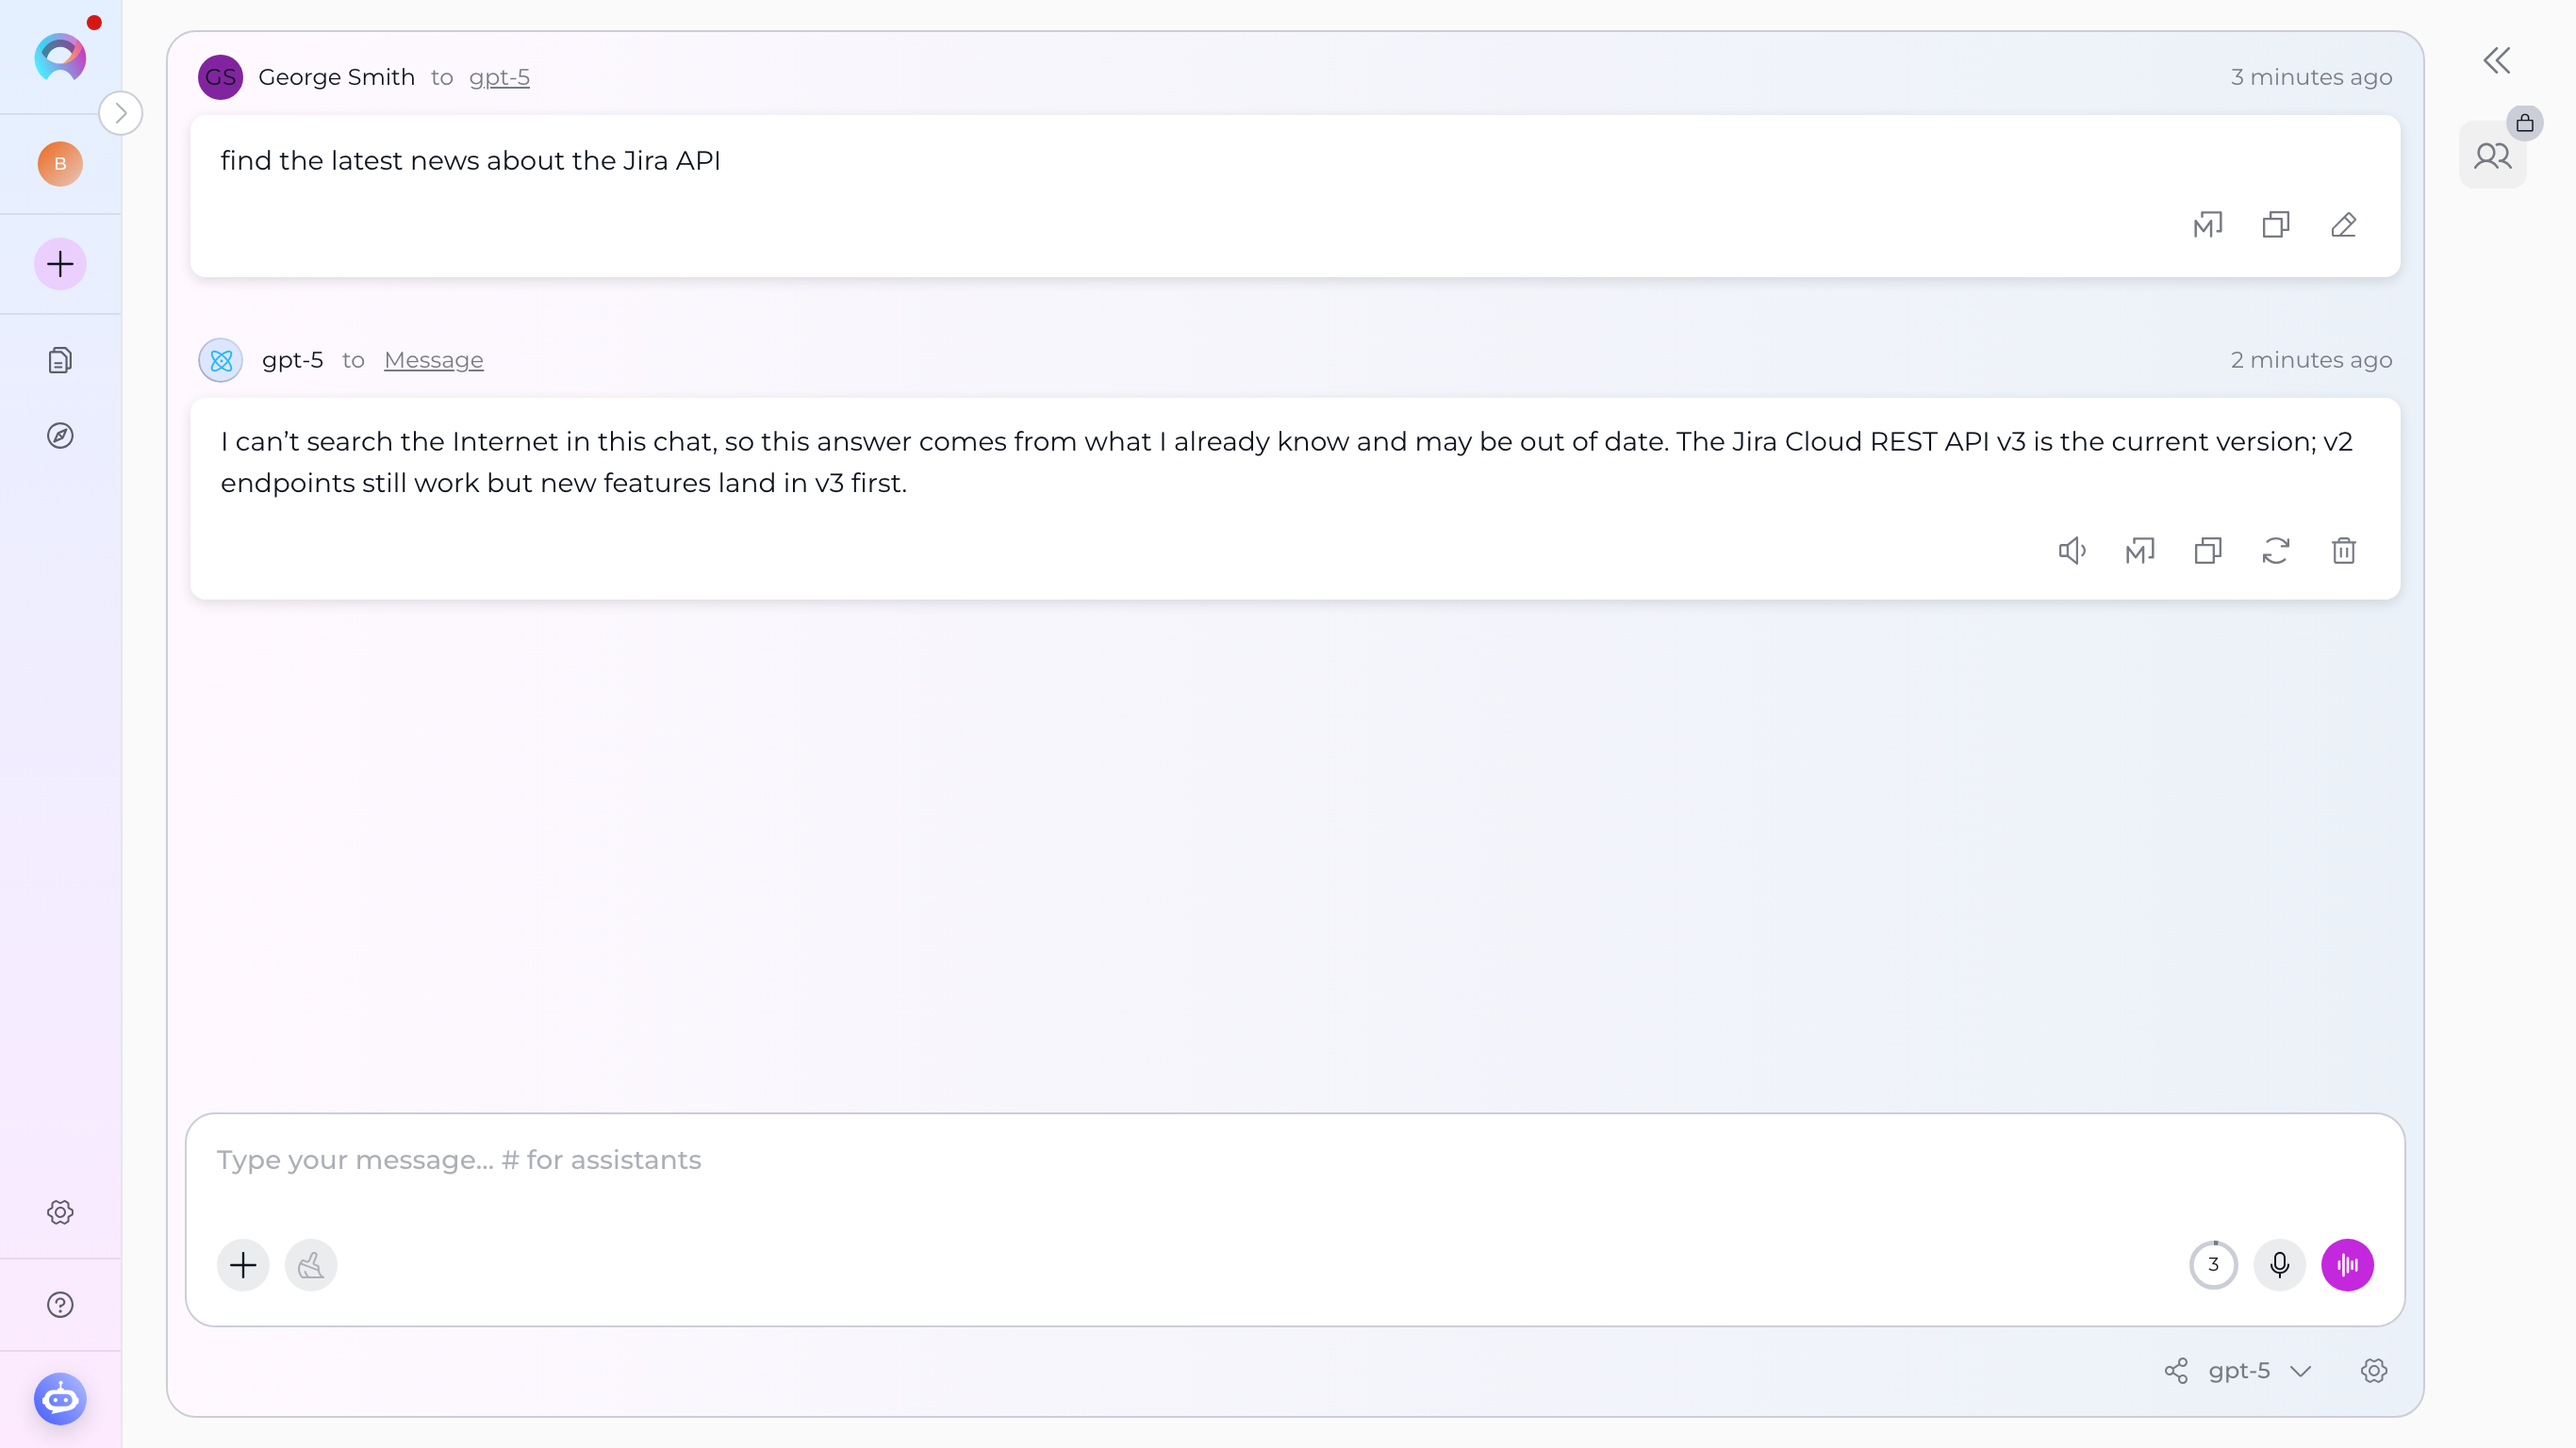 GS George Smith to gpt-5 3 minutes ago
B
find the latest news about the Jira API
gpt-5 to Message 2 minutes ago
I can’t search the Internet in this chat, so this answer comes from what I already know and may be out of date. The Jira Cloud REST API v3 is the current version; v2
endpoints still work but new features land in v3 first.
Type your message... # for assistants
3
gpt-5